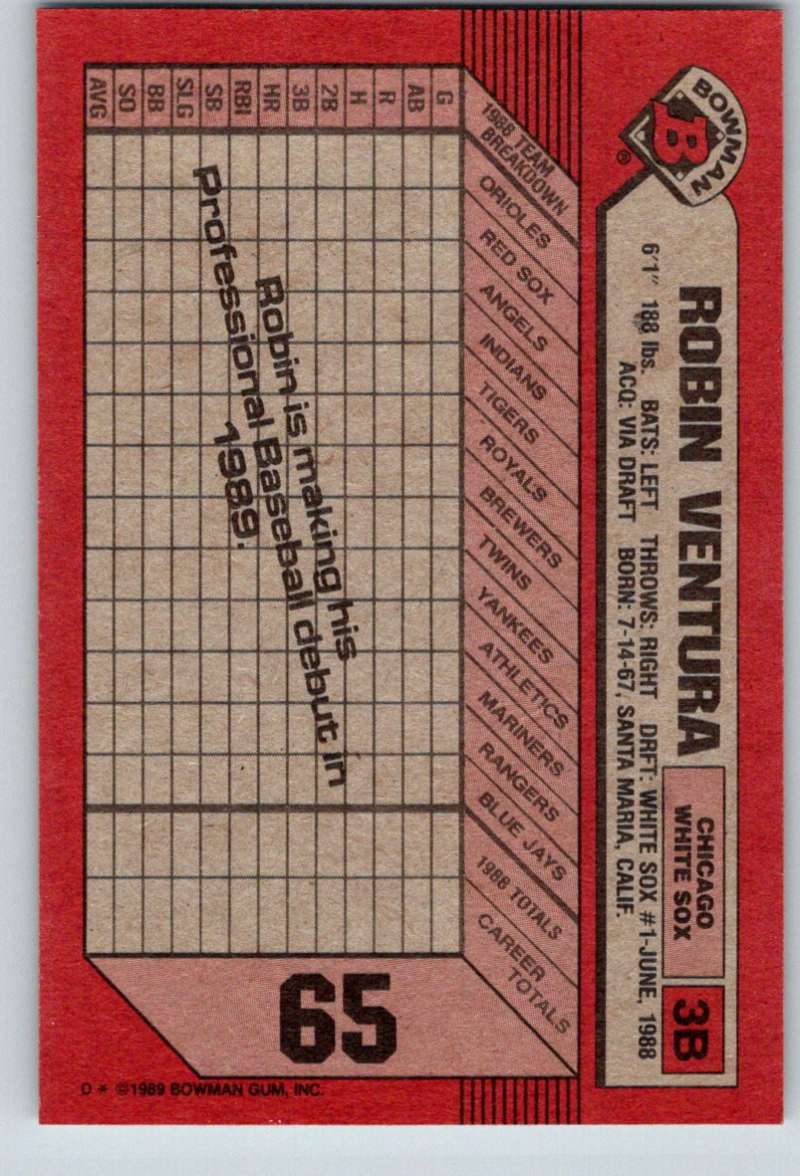 BOWMAN
B
®
ROBIN VENTURA
CHICAGO
WHITE SOX
3B
6'1" 188 lbs. BATS: LEFT THROWS: RIGHT DRFT: WHITE SOX #1-JUNE, 1988
ACQ: VIA DRAFT BORN: 7-14-67, SANTA MARIA, CALIF.
1988 TEAM
BREAKDOWN
ORIOLES
RED SOX
ANGELS
INDIANS
TIGERS
ROYALS
BREWERS
TWINS
YANKEES
ATHLETICS
MARINERS
RANGERS
BLUE JAYS
1988 TOTALS
CAREER
TOTALS
G
AB
R
H
2B
3B
HR
RBI
SB
SLG
BB
SO
AVG
Robin is making his
Professional Baseball debut in
1989.
65
D * ©1989 BOWMAN GUM, INC.